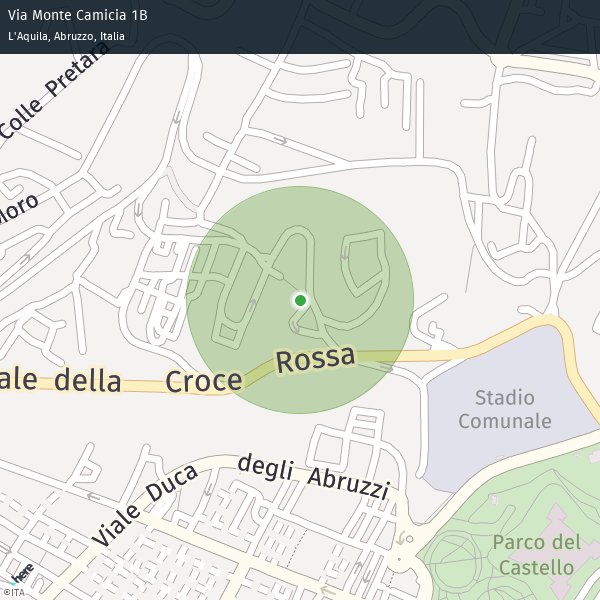 Via Monte Camicia 1B
L'Aquila, Abruzzo, Italia
Colle Pretara
Moro
Rossa
ale della Croce
Stadio
Comunale
degli Abruzzi
Viale Duca
Parco del
Castello
here
©ITA